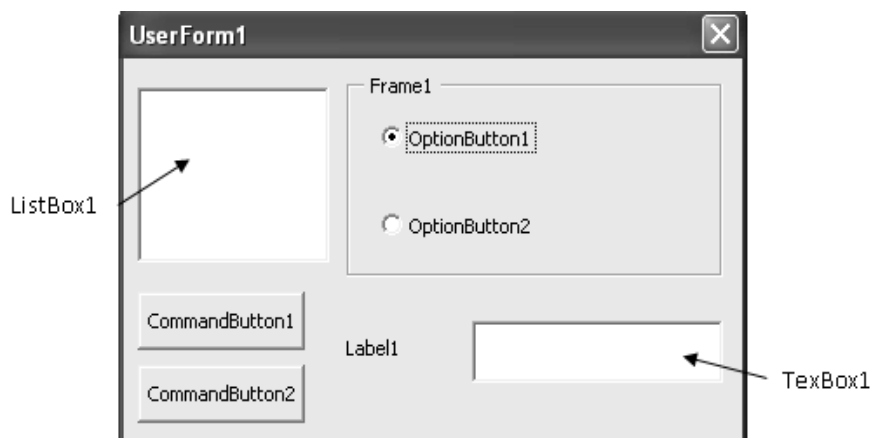 UserForm1
Frame1
OptionButton1
ListBox1
OptionButton2
CommandButton1
Label1
TexBox1
CommandButton2